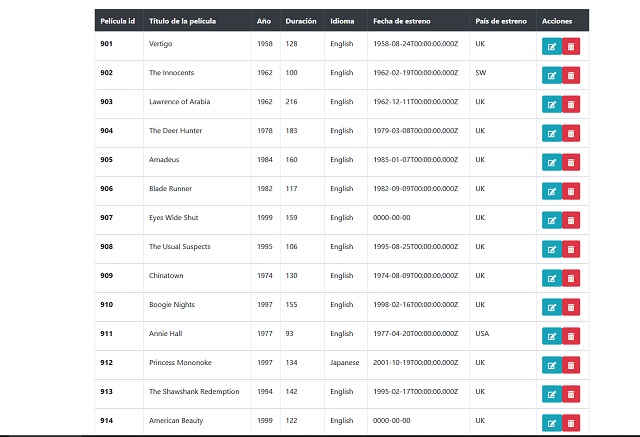 Película id Título de la película Año Duración Idioma Fecha de estreno País de estreno Acciones
901 Vertigo 1958 128 English 1958-08-24T00:00:00.000Z UK
902 The Innocents 1962 100 English 1962-02-19T00:00:00.000Z SW
903 Lawrence of Arabia 1962 216 English 1962-12-11T00:00:00.000Z UK
904 The Deer Hunter 1978 183 English 1979-03-08T00:00:00.000Z UK
905 Amadeus 1984 160 English 1985-01-07T00:00:00.000Z UK
906 Blade Runner 1982 117 English 1982-09-09T00:00:00.000Z UK
907 Eyes Wide Shut 1999 159 English 0000-00-00 UK
908 The Usual Suspects 1995 106 English 1995-08-25T00:00:00.000Z UK
909 Chinatown 1974 130 English 1974-08-09T00:00:00.000Z UK
910 Boogie Nights 1997 155 English 1998-02-16T00:00:00.000Z UK
911 Annie Hall 1977 93 English 1977-04-20T00:00:00.000Z USA
912 Princess Mononoke 1997 134 Japanese 2001-10-19T00:00:00.000Z UK
913 The Shawshank Redemption 1994 142 English 1995-02-17T00:00:00.000Z UK
914 American Beauty 1999 122 English 0000-00-00 UK